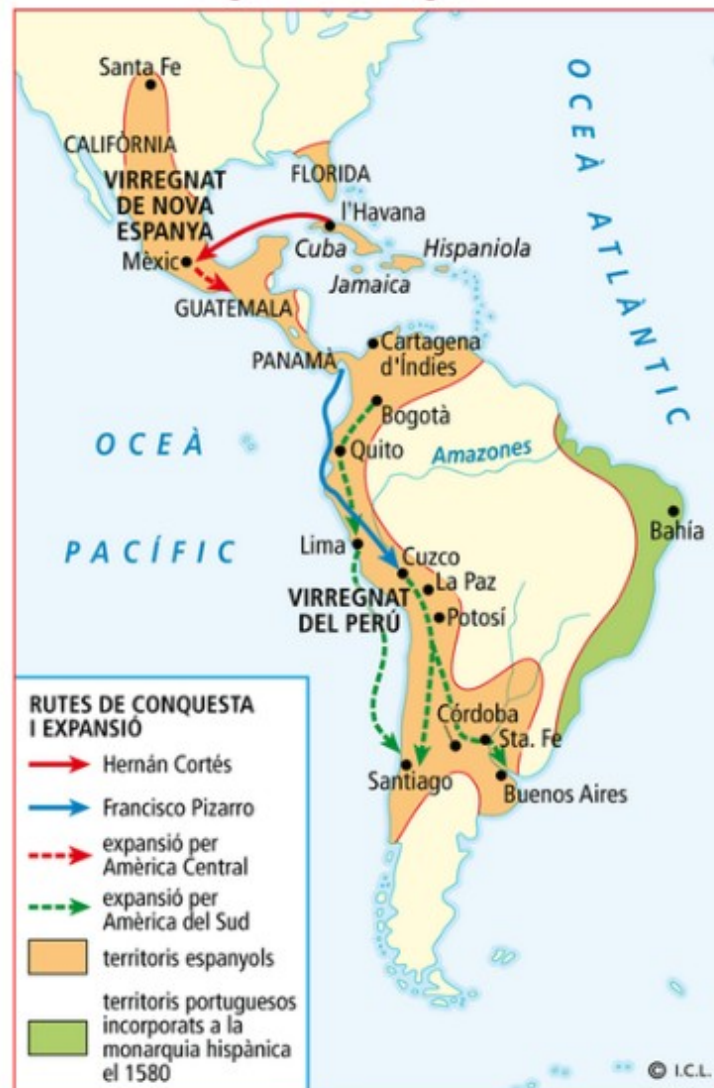 Santa Fe
CALIFÒRNIA
VIRREGNAT
DE NOVA
ESPANYA
FLORIDA
l'Havana
Mèxic
Cuba
Hispaniola
Jamaica
GUATEMALA
PANAMÀ
Cartagena
d'Índies
Bogotà
Quito
Amazones
OCEÀ ATLÀNTIC
OCEÀ
PACÍFIC
Bahía
Lima
Cuzco
La Paz
VIRREGNAT
DEL PERÚ
Potosí
Córdoba
Sta. Fe
Santiago
Buenos Aires
RUTES DE CONQUESTA
I EXPANSIÓ
Hernán Cortés
Francisco Pizarro
expansió per
Amèrica Central
expansió per
Amèrica del Sud
territoris espanyols
territoris portuguesos
incorporats a la
monarquia hispànica
el 1580
© I.C.L.